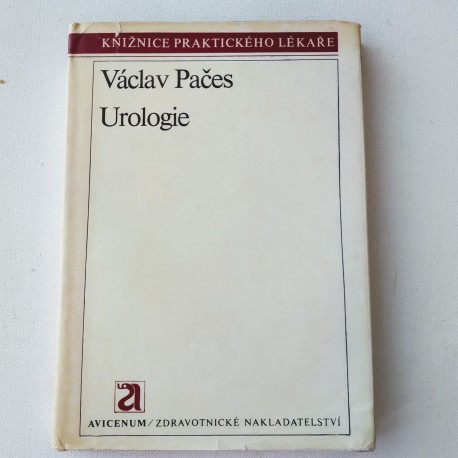 KNIŽNICE PRAKTICKÉHO LÉKAŘE
Václav Pačes
Urologie
a
AVICENUM/ZDRAVOTNICKÉ NAKLADATELSTVÍ